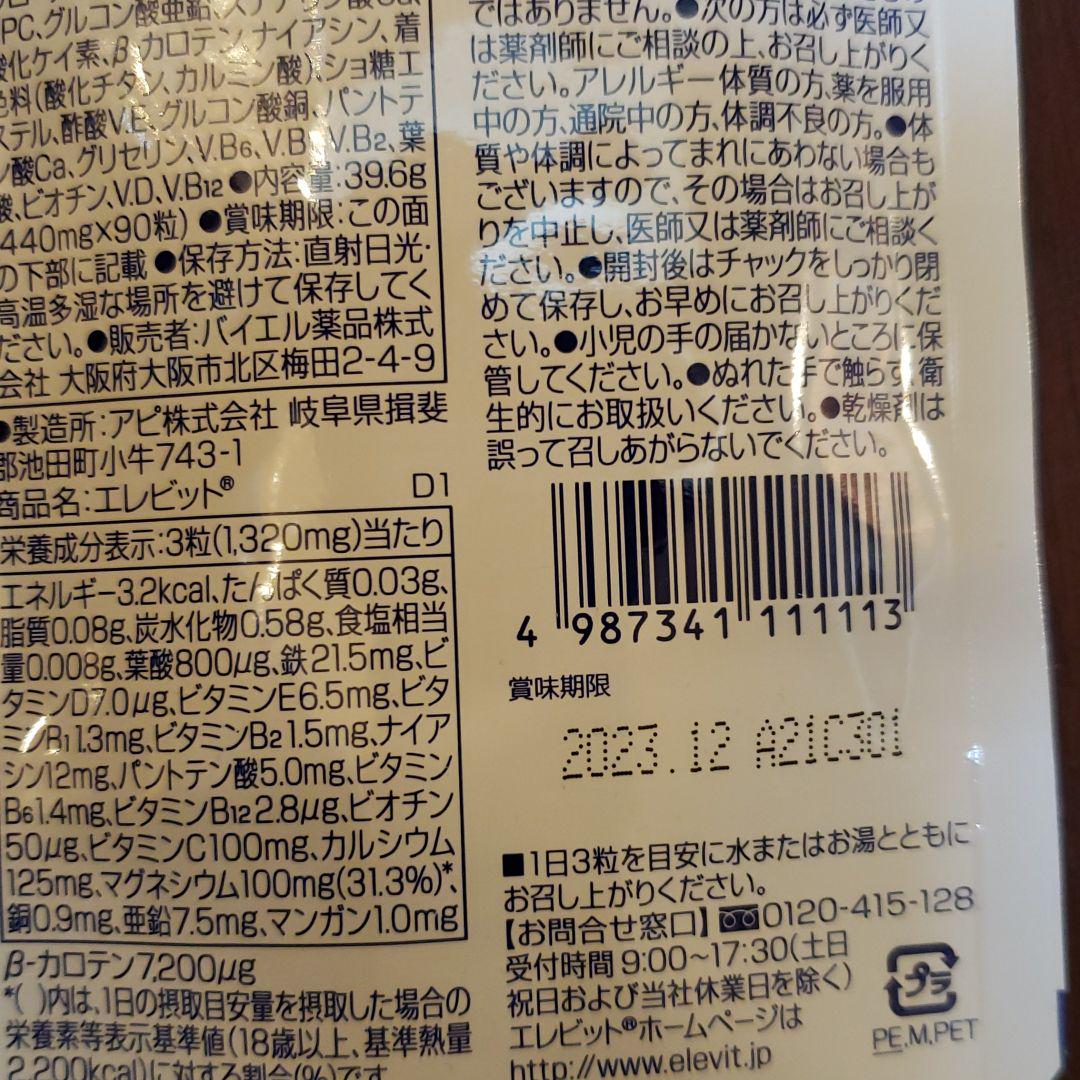 PC、グルコン酸亜鉛、ステアリン酸Ca、
酸化ケイ素、β-カロテン、ナイアシン、着
色料(酸化チタン、カルミン酸)、ショ糖エ
ステル、酢酸V.E、グルコン酸銅、パントテ
ン酸Ca、グリセリン、V.B6、V.B1、V.B2、葉
酸、ビオチン、V.D、V.B12●内容量:39.6g
(440mg×90粒)●賞味期限:この面
の下部に記載●保存方法:直射日光・
高温多湿な場所を避けて保存してく
ださい。●販売者:バイエル薬品株式
会社 大阪府大阪市北区梅田2-4-9
●製造所:アピ株式会社 岐阜県揖斐
郡池田町小牛743-1
商品名:エレビット® D1
栄養成分表示:3粒(1,320mg)当たり
エネルギー3.2kcal、たんぱく質0.03g、
脂質0.08g、炭水化物0.58g、食塩相当
量0.008g、葉酸800μg、鉄21.5mg、ビ
タミンD7.0μg、ビタミンE6.5mg、ビタ
ミンB1 1.3mg、ビタミンB2 1.5mg、ナイア
シン12mg、パントテン酸5.0mg、ビタミン
B6 1.4mg、ビタミンB12 2.8μg、ビオチン
50μg、ビタミンC100mg、カルシウム
125mg、マグネシウム100mg(31.3%)*、
銅0.9mg、亜鉛7.5mg、マンガン1.0mg
β-カロテン7,200μg
*( )内は、1日の摂取目安量を摂取した場合の
栄養素等表示基準値(18歳以上、基準熱量
2,200kcal)に対する割合(%)です
ではありません。●次の方は必ず医師又
は薬剤師にご相談の上、お召し上がりく
ださい。アレルギー体質の方、薬を服用
中の方、通院中の方、体調不良の方。●体
質や体調によってまれにあわない場合も
ございますので、その場合はお召し上が
りを中止し、医師又は薬剤師にご相談く
ださい。●開封後はチャックをしっかり閉
めて保存し、お早めにお召し上がりくだ
さい。●小児の手の届かないところに保
管してください。●ぬれた手で触らず、衛
生的にお取扱いください。●乾燥剤は
誤って召しあがらないでください。
4 987341 111113
賞味期限
2023.12 A21C301
■1日3粒を目安に水またはお湯とともに
お召し上がりください。
【お問合せ窓口】0120-415-128
受付時間 9:00~17:30(土日
祝日および当社休業日を除く)
エレビット®ホームページは
http://www.elevit.jp
プラ
PE,M,PET